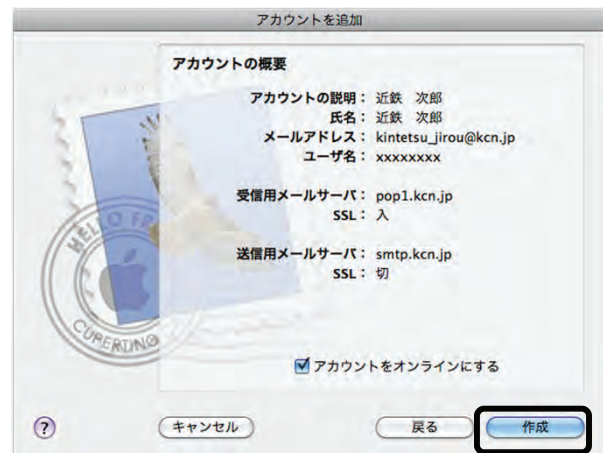 アカウントを追加
アカウントの概要
アカウントの説明： 近鉄 次郎
氏名： 近鉄 次郎
メールアドレス： kintetsu_jirou@kcn.jp
ユーザ名： xxxxxxxx
受信用メールサーバ： pop1.kcn.jp
SSL： 入
送信用メールサーバ： smtp.kcn.jp
SSL： 切
HELLO FR
CUPERTINO
アカウントをオンラインにする
?
キャンセル
戻る
作成